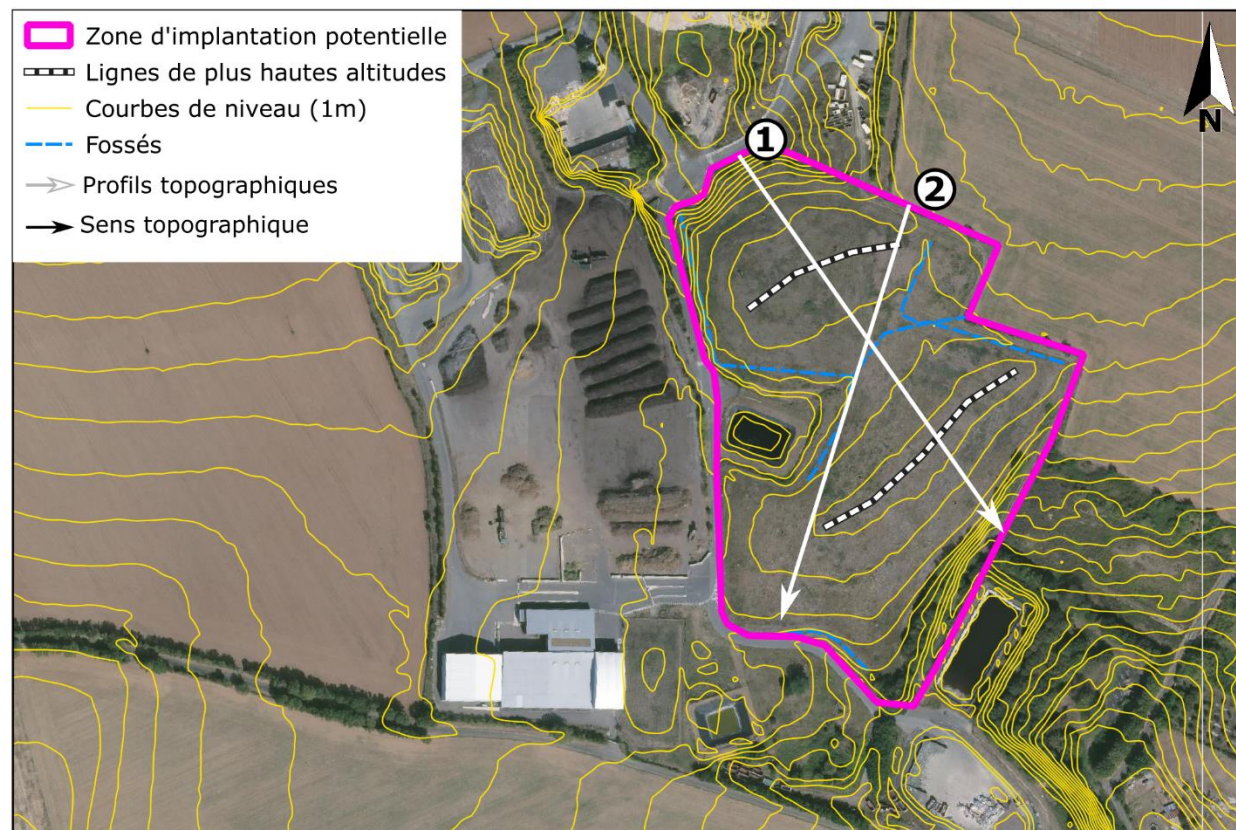 Zone d'implantation potentielle
Lignes de plus hautes altitudes
Courbes de niveau (1m)
Fossés
Profils topographiques
Sens topographique
N
1
2